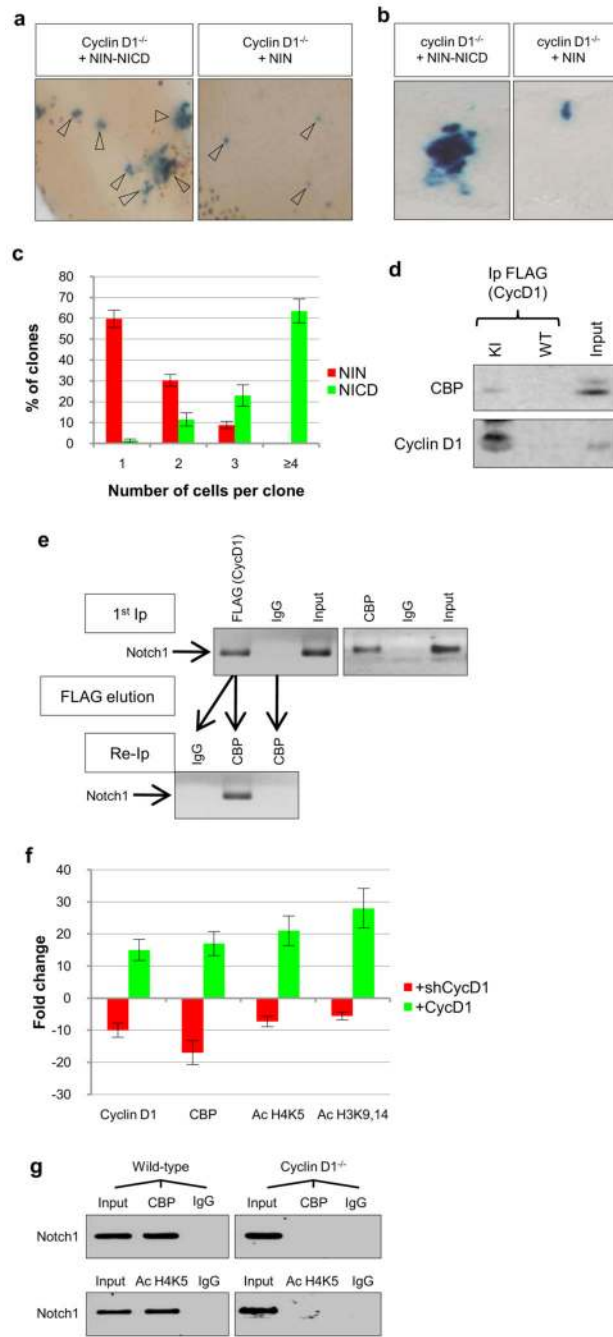 a
Cyclin D1-/-
+ NIN-NICD
Cyclin D1-/-
+ NIN
b
cyclin D1-/-
+ NIN-NICD
cyclin D1-/-
+ NIN
c
70
60
50
40
30
20
10
0
% of clones
1 2 3 ≥4
Number of cells per clone
NIN
NICD
d
Ip FLAG
(CycD1)
KI WT Input
CBP
Cyclin D1
e
1st Ip
FLAG (CycD1) IgG Input CBP IgG Input
Notch1
FLAG elution
Re-Ip
IgG CBP CBP
Notch1
f
40
30
20
10
0
-10
-20
-30
Fold change
+shCycD1
+CycD1
Cyclin D1 CBP Ac H4K5 Ac H3K9,14
g
Wild-type Cyclin D1-/-
Input CBP IgG Input CBP IgG
Notch1
Input Ac H4K5 IgG Input Ac H4K5 IgG
Notch1